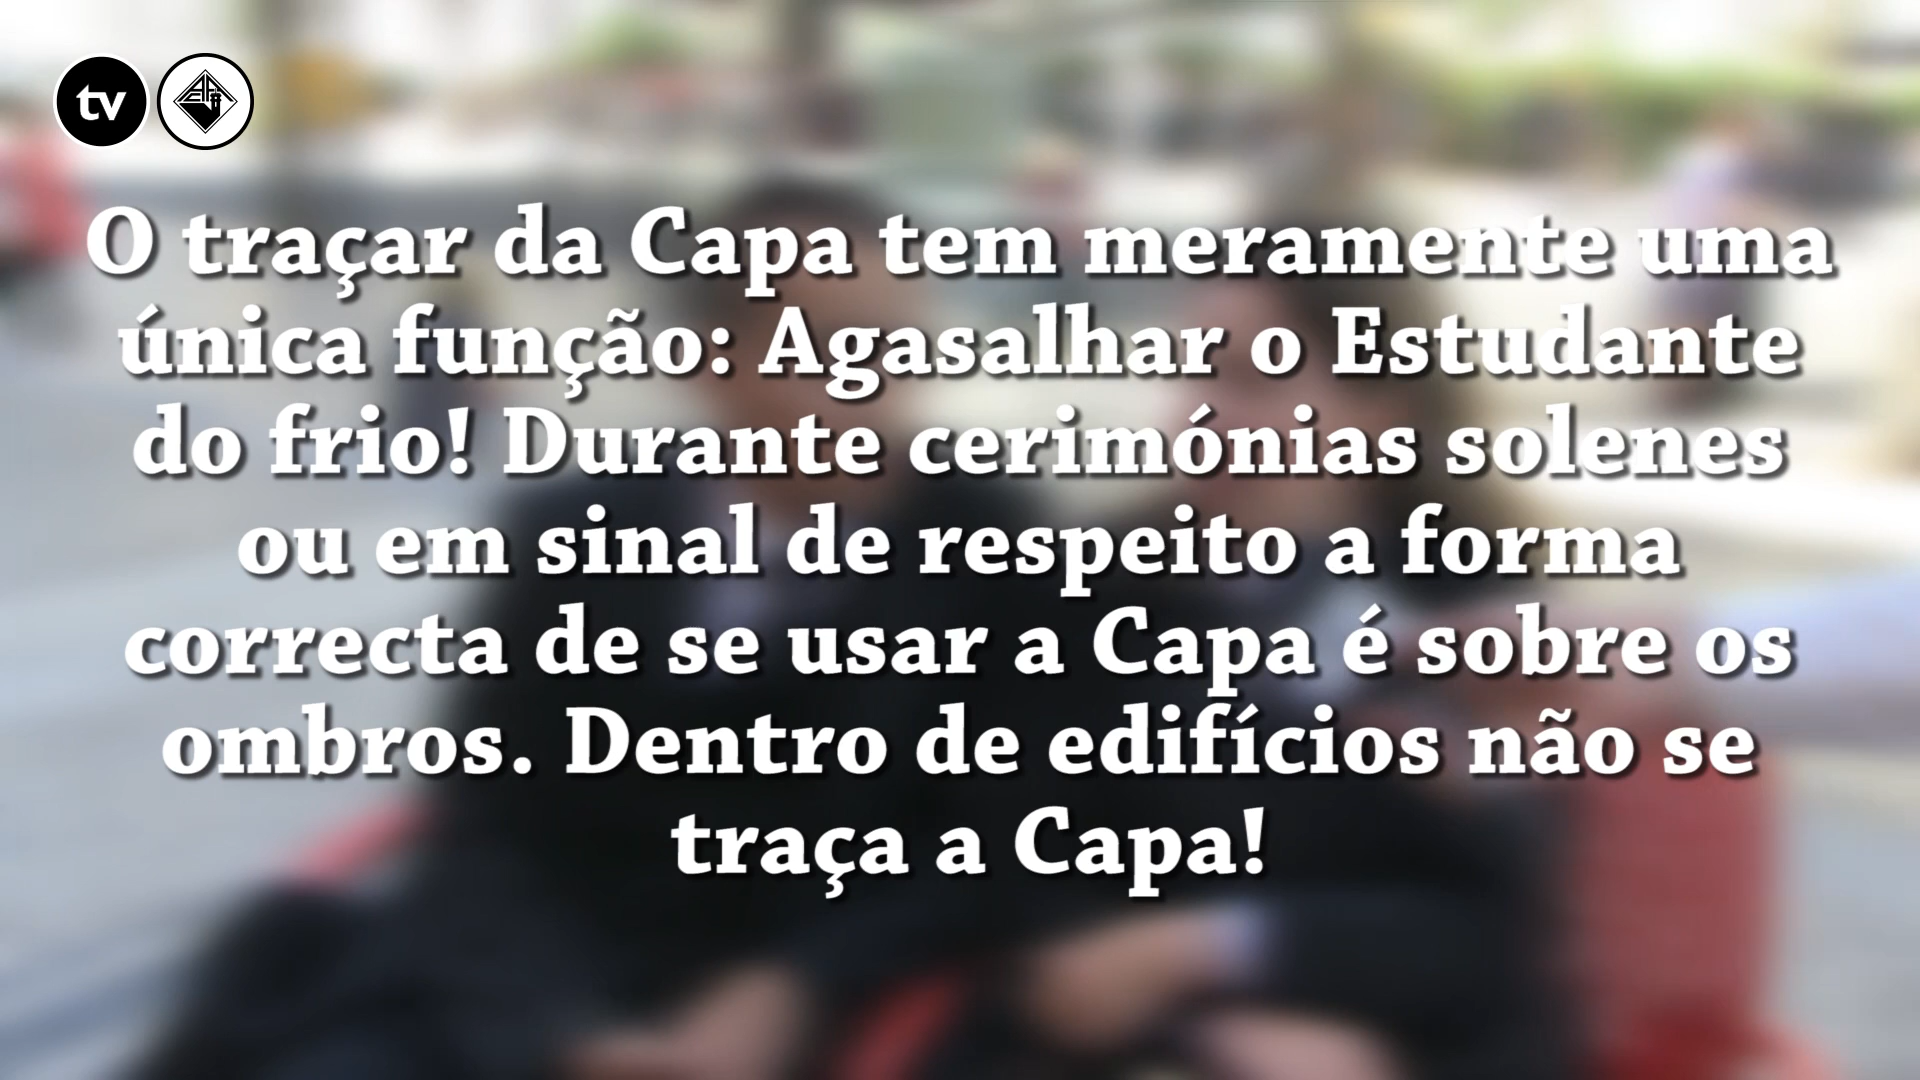 tv
O traçar da Capa tem meramente uma
única função: Agasalhar o Estudante
do frio! Durante cerimónias solenes
ou em sinal de respeito a forma
correcta de se usar a Capa é sobre os
ombros. Dentro de edifícios não se
traça a Capa!